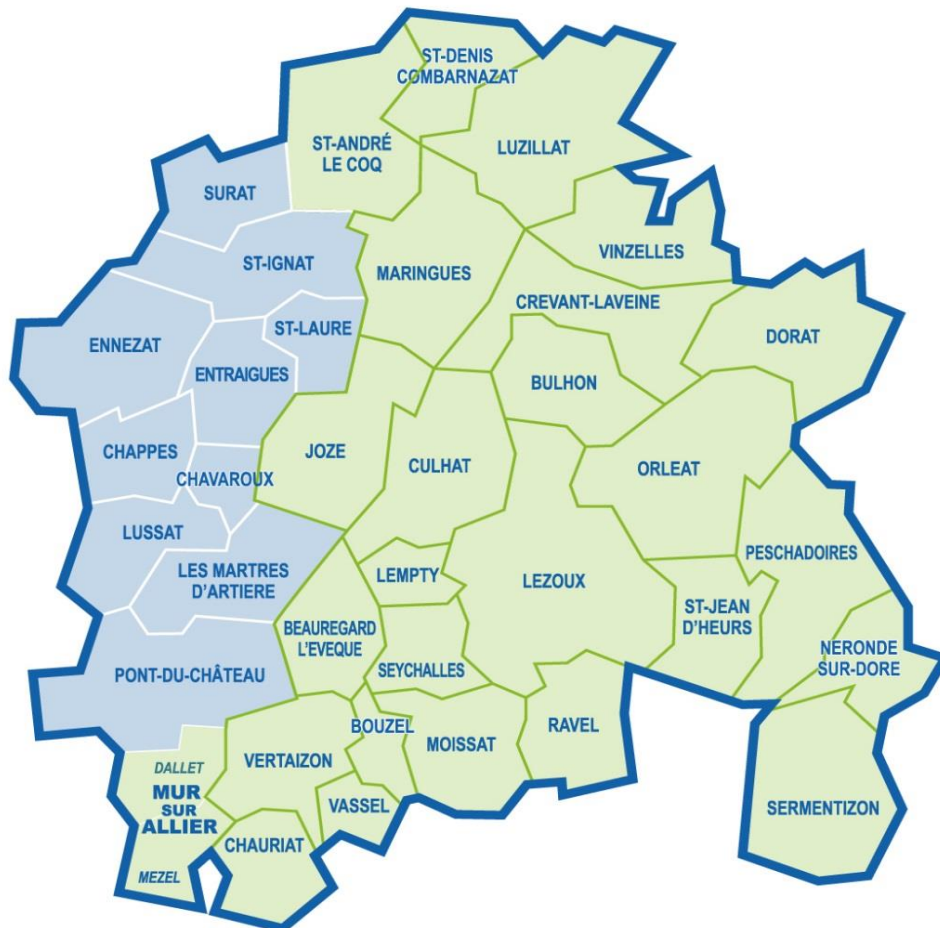 ST-DENIS
COMBARNAZAT
ST-ANDRÉ
LE COQ
LUZILLAT
SURAT
ST-IGNAT
VINZELLES
MARINGUES
CREVANT-LAVEINE
ST-LAURE
ENNEZAT
DORAT
ENTRAIGUES
BULHON
CHAPPES
JOZE
CULHAT
ORLEAT
CHAVAROUX
LUSSAT
PESCHADOIRES
LES MARTRES
D'ARTIERE
LEMPTY
LEZOUX
ST-JEAN
D'HEURS
BEAUREGARD
L'EVEQUE
NERONDE
SUR-DORE
PONT-DU-CHÂTEAU
SEYCHALLES
BOUZEL
RAVEL
MOISSAT
VERTAIZON
DALLET
MUR
SUR
ALLIER
VASSEL
SERMENTIZON
CHAURIAT
MEZEL